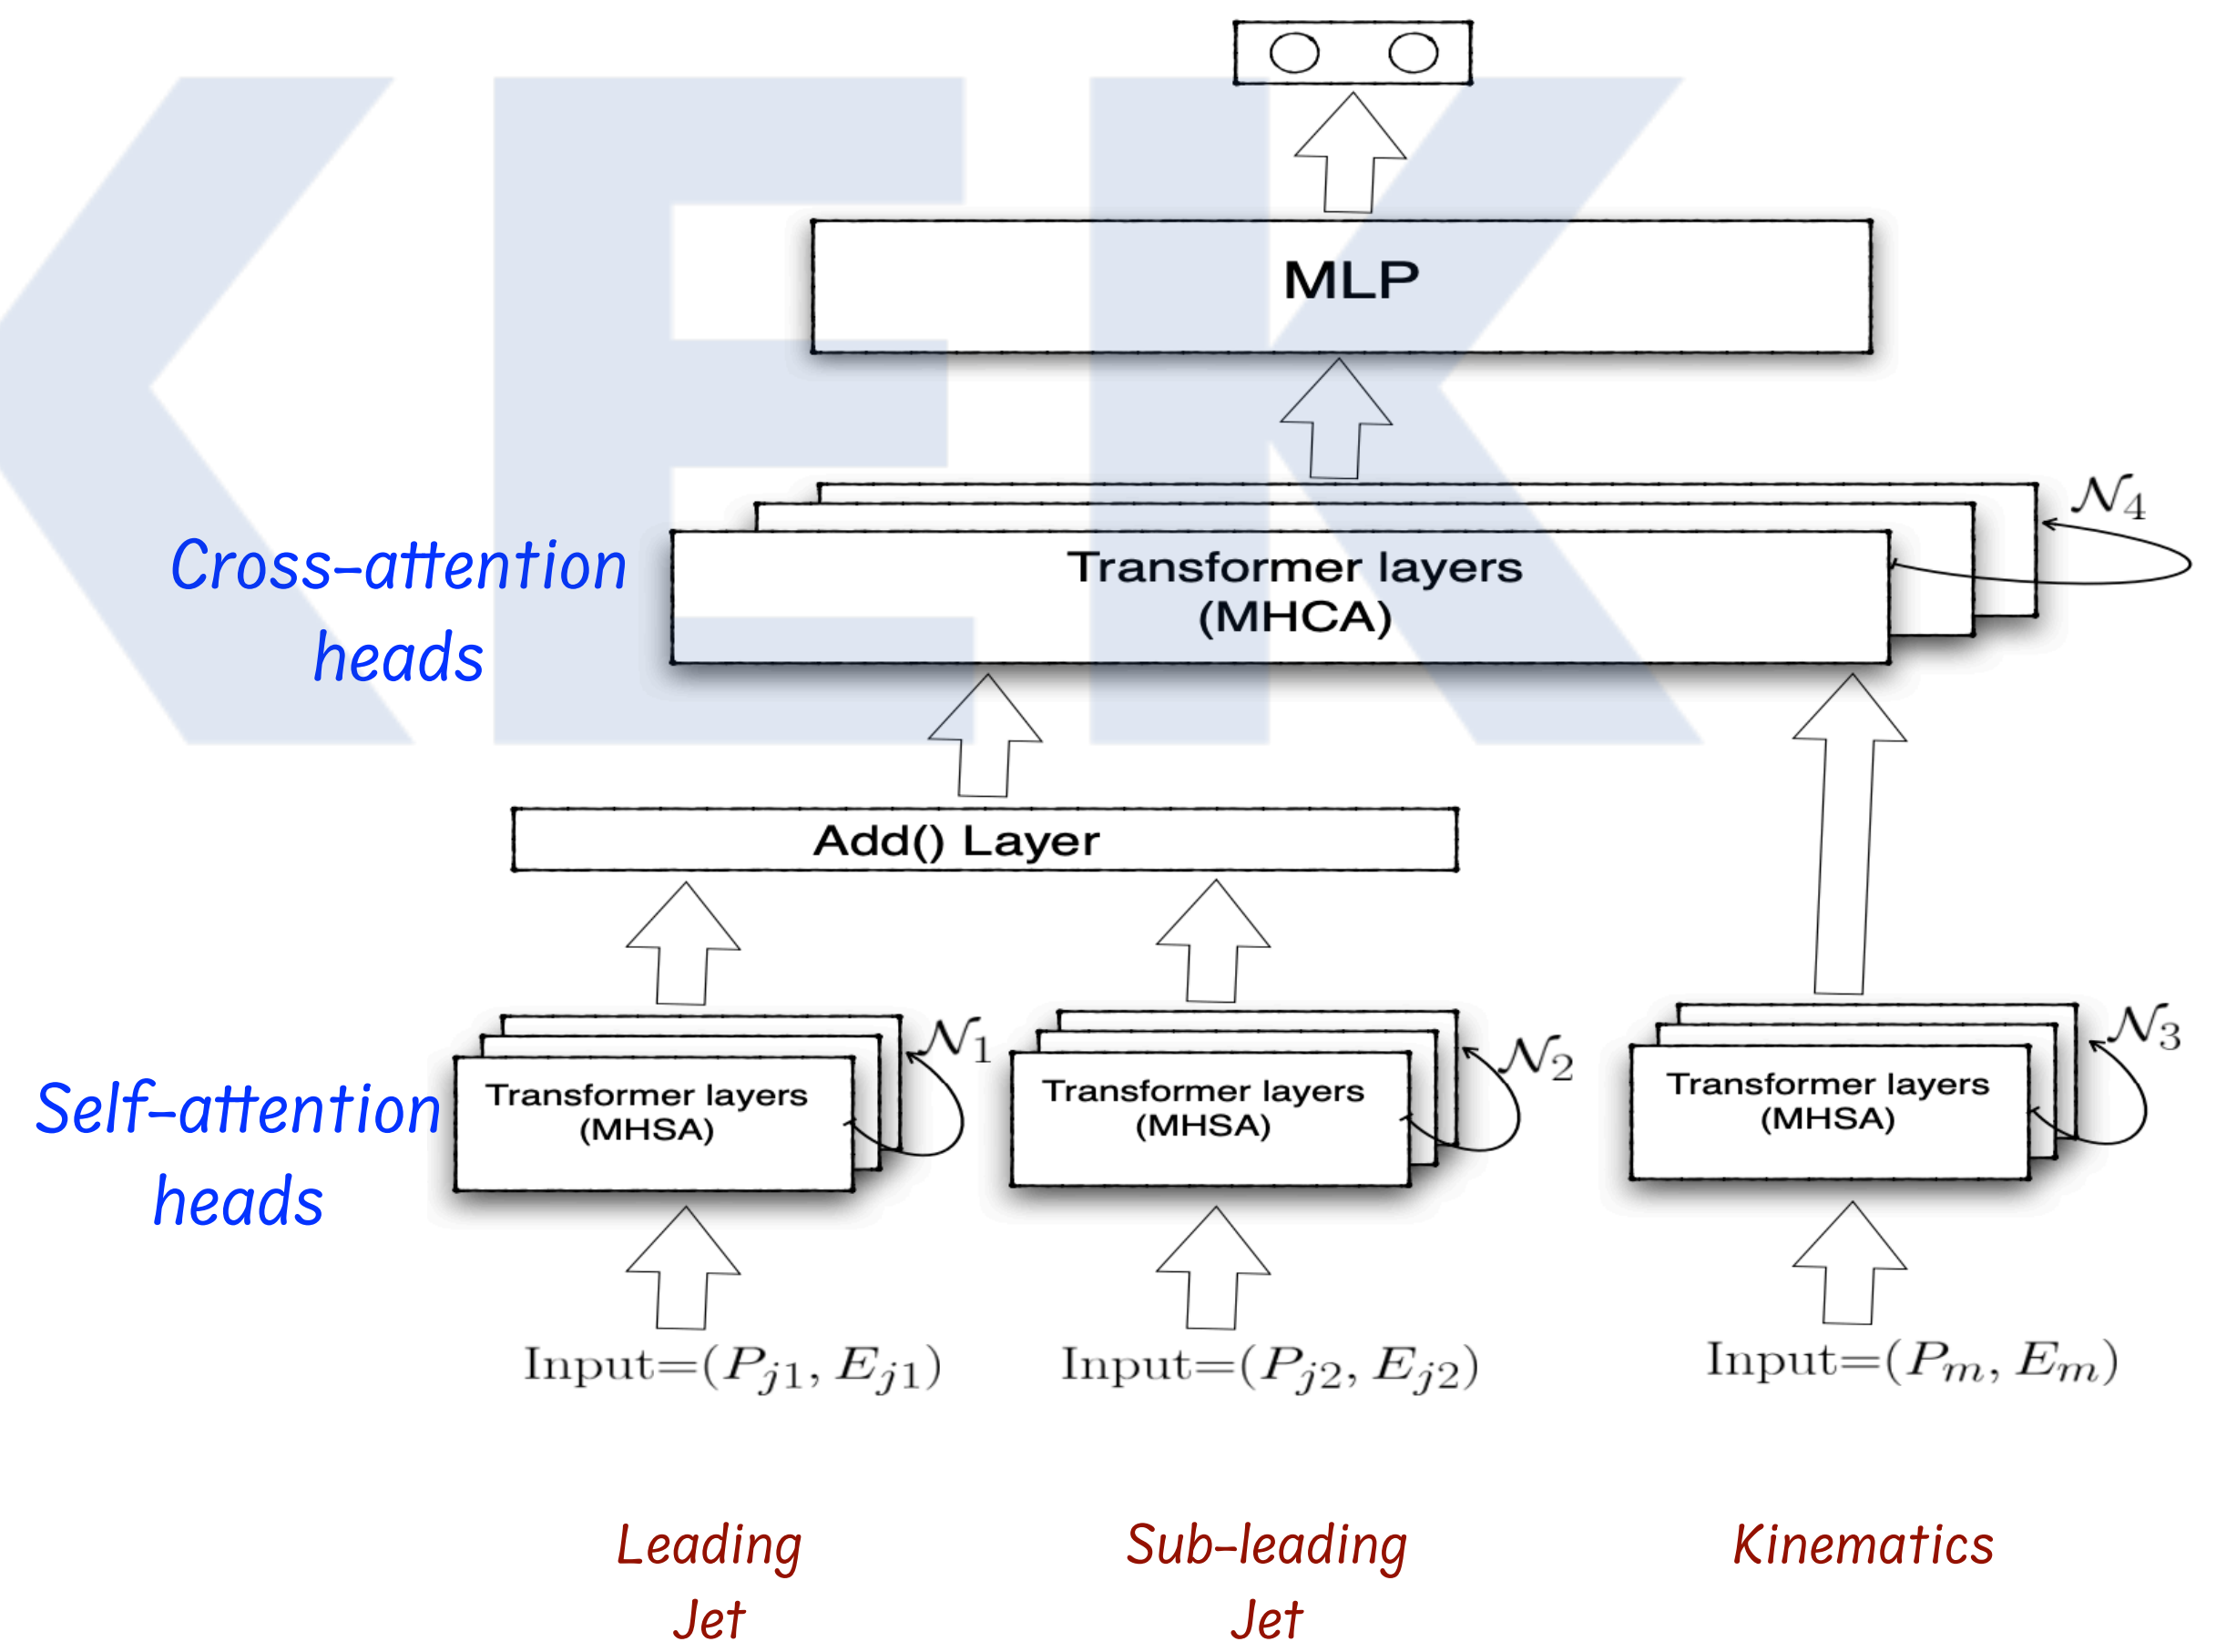 KEK
MLP
𝒩4
Cross-attention
heads
Transformer layers
(MHCA)
Add() Layer
Self-attention
heads
Transformer layers
(MHSA)
𝒩1
Transformer layers
(MHSA)
𝒩2
Transformer layers
(MHSA)
𝒩3
Input=(Pj1, Ej1)
Input=(Pj2, Ej2)
Input=(Pm, Em)
Leading
Jet
Sub-leading
Jet
Kinematics